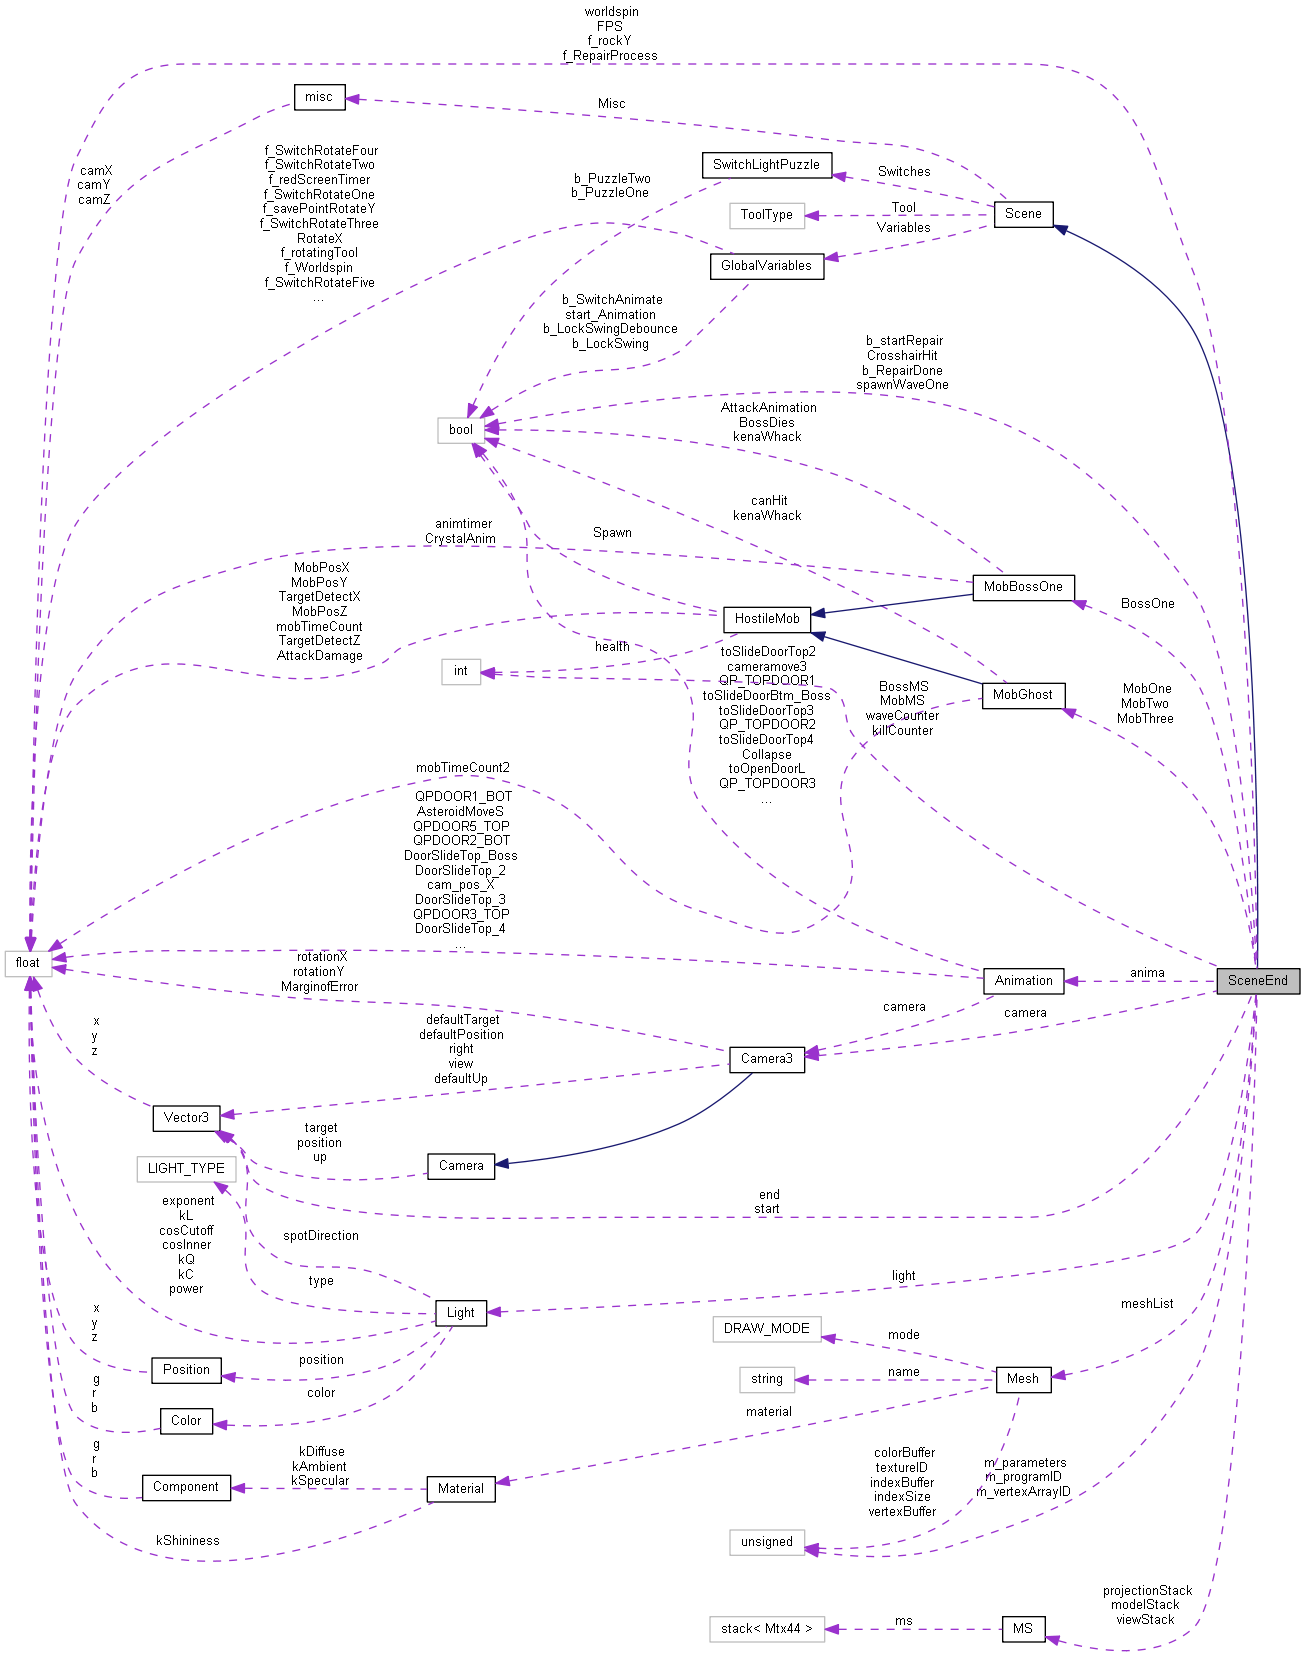 worldspin
FPS
f_rockY
f_RepairProcess
misc
Misc
camX
camY
camZ
f_SwitchRotateFour
f_SwitchRotateTwo
f_redScreenTimer
f_SwitchRotateOne
f_savePointRotateY
f_SwitchRotateThree
RotateX
f_rotatingTool
f_Worldspin
f_SwitchRotateFive
...
b_PuzzleTwo
b_PuzzleOne
SwitchLightPuzzle
Switches
ToolType
Tool
Scene
Variables
GlobalVariables
b_SwitchAnimate
start_Animation
b_LockSwingDebounce
b_LockSwing
b_startRepair
CrosshairHit
b_RepairDone
spawnWaveOne
bool
AttackAnimation
BossDies
kenaWhack
canHit
kenaWhack
animtimer
CrystalAnim
Spawn
MobPosX
MobPosY
TargetDetectX
MobPosZ
mobTimeCount
TargetDetectZ
AttackDamage
MobBossOne
BossOne
HostileMob
health
int
MobGhost
MobOne
MobTwo
MobThree
toSlideDoorTop2
cameramove3
QP_TOPDOOR1
toSlideDoorBtm_Boss
toSlideDoorTop3
QP_TOPDOOR2
toSlideDoorTop4
Collapse
toOpenDoorL
QP_TOPDOOR3
...
BossMS
MobMS
waveCounter
killCounter
mobTimeCount2
QPDOOR1_BOT
AsteroidMoveS
QPDOOR5_TOP
QPDOOR2_BOT
DoorSlideTop_Boss
DoorSlideTop_2
cam_pos_X
DoorSlideTop_3
QPDOOR3_TOP
DoorSlideTop_4
...
float
rotationX
rotationY
MarginofError
Animation
anima
SceneEnd
camera
camera
x
y
z
defaultTarget
defaultPosition
right
view
defaultUp
Camera3
Vector3
target
position
up
Camera
LIGHT_TYPE
end
start
exponent
kL
cosCutoff
cosInner
kQ
kC
power
spotDirection
type
light
Light
x
y
z
Position
position
color
g
r
b
Color
meshList
DRAW_MODE
mode
string
name
Mesh
material
g
r
b
Component
kDiffuse
kAmbient
kSpecular
Material
kShininess
colorBuffer
textureID
indexBuffer
indexSize
vertexBuffer
m_parameters
m_programID
m_vertexArrayID
unsigned
projectionStack
modelStack
viewStack
stack< Mtx44 >
ms
MS